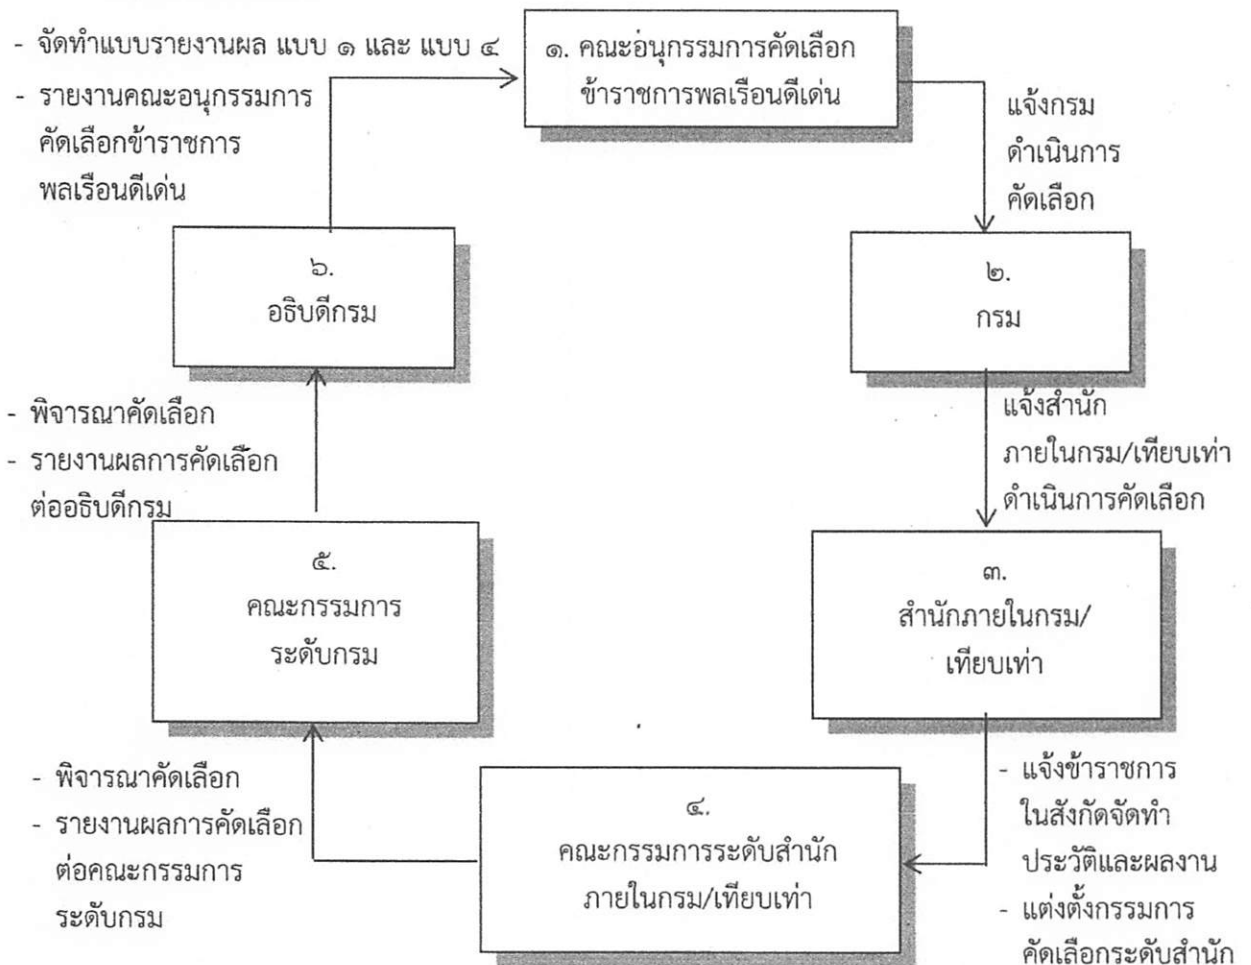 - จัดทำแบบรายงานผล แบบ ๑ และ แบบ ๔
- รายงานคณะอนุกรรมการ
คัดเลือกข้าราชการ
พลเรือนดีเด่น
๑. คณะอนุกรรมการคัดเลือก
ข้าราชการพลเรือนดีเด่น
แจ้งกรม
ดำเนินการ
คัดเลือก
๒.
กรม
แจ้งสำนัก
ภายในกรม/เทียบเท่า
ดำเนินการคัดเลือก
๓.
สำนักภายในกรม/
เทียบเท่า
- แจ้งข้าราชการ
ในสังกัดจัดทำ
ประวัติและผลงาน
- แต่งตั้งกรรมการ
คัดเลือกระดับสำนัก
๔.
คณะกรรมการระดับสำนัก
ภายในกรม/เทียบเท่า
- พิจารณาคัดเลือก
- รายงานผลการคัดเลือก
ต่อคณะกรรมการ
ระดับกรม
๕.
คณะกรรมการ
ระดับกรม
- พิจารณาคัดเลือก
- รายงานผลการคัดเลือก
ต่ออธิบดีกรม
๖.
อธิบดีกรม